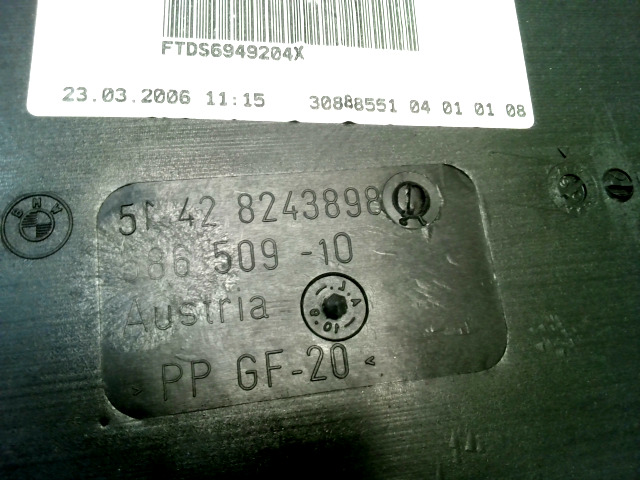 FTDS6949204X
23.03.2006 11:15 30888551 04 01 01 08
BMW
51 42 8243898
509 -10
Austria
>PP GF-20<